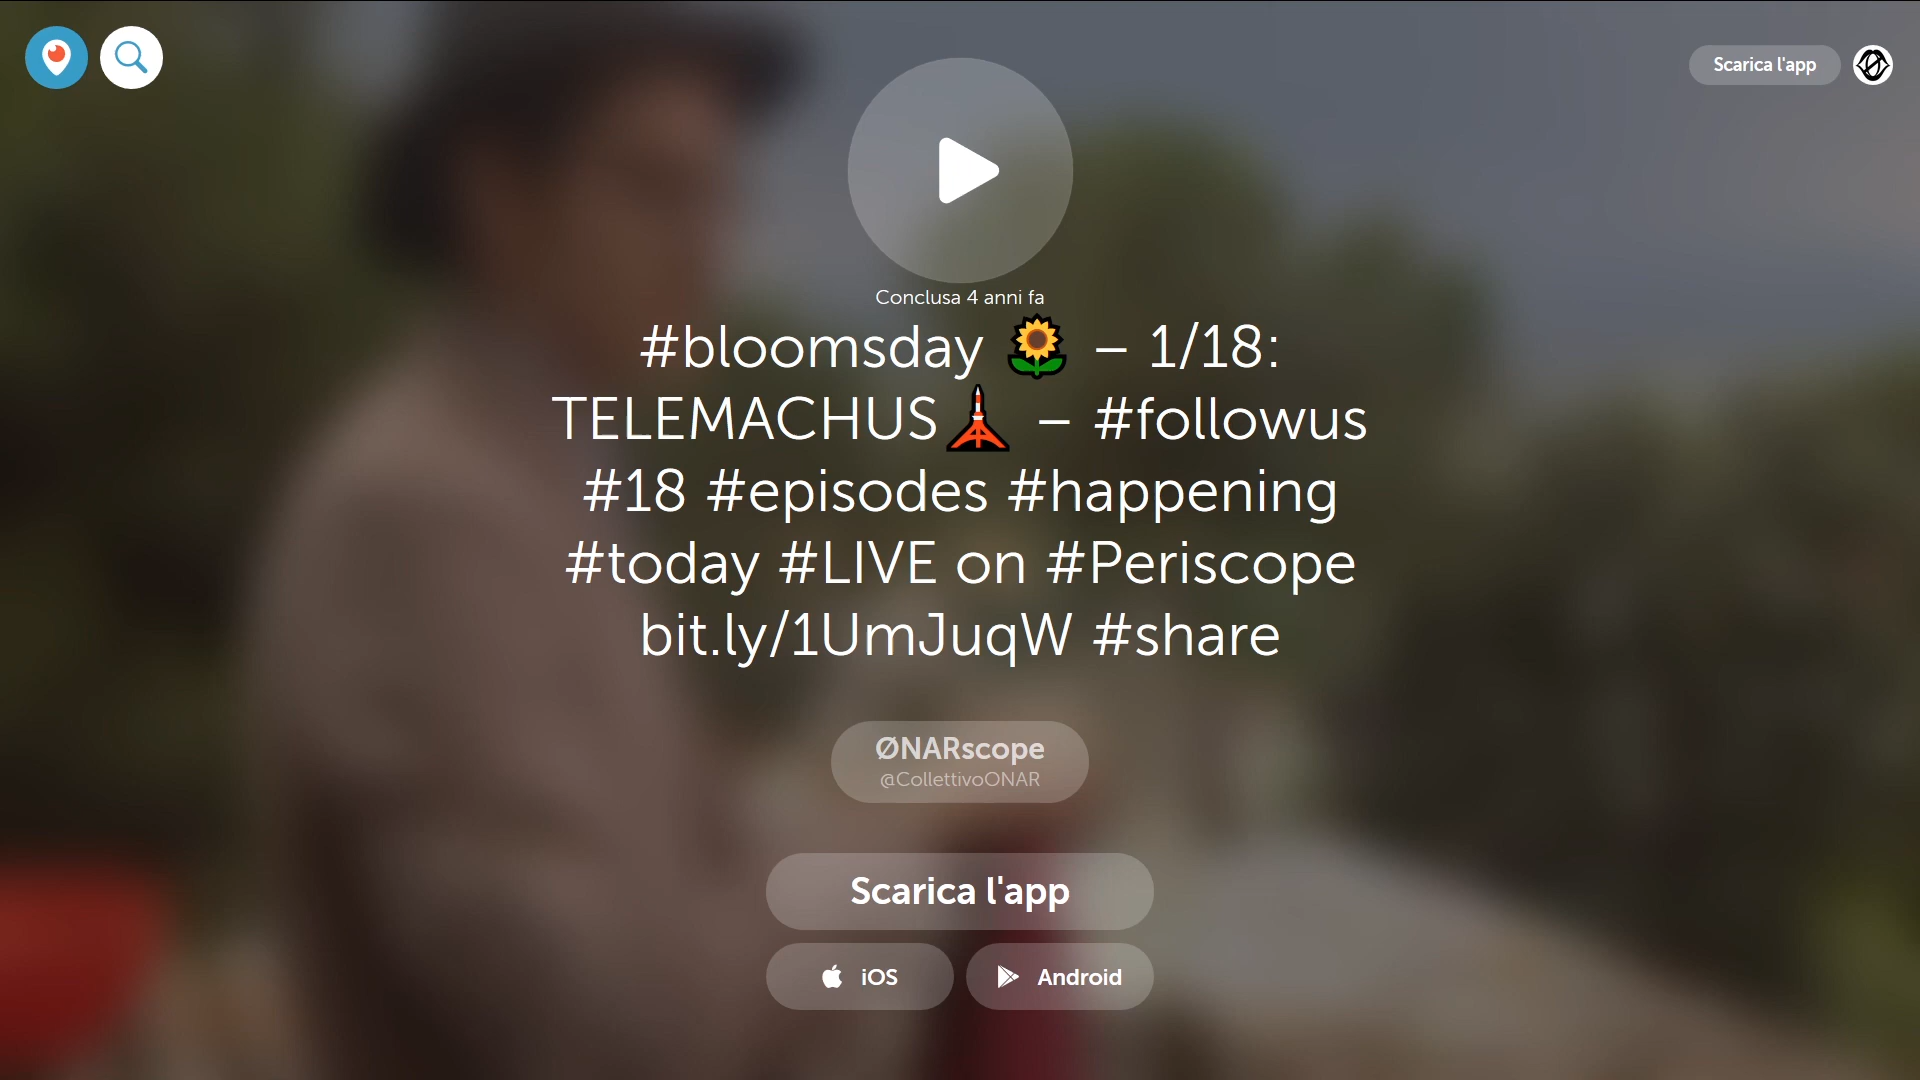 Scarica l'app
Conclusa 4 anni fa
#bloomsday 🌻 – 1/18:
TELEMACHUS🗼 – #followus
#18 #episodes #happening
#today #LIVE on #Periscope
bit.ly/1UmJuqW #share
ØNARscope
@CollettivoONAR
Scarica l'app
iOS
Android